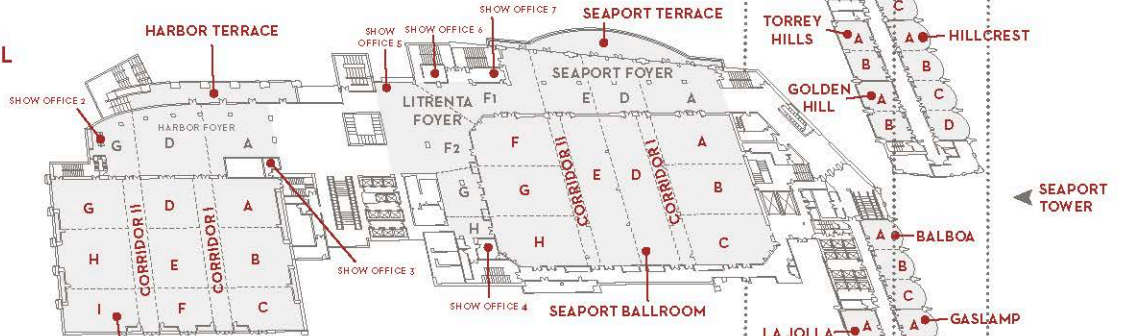 HARBOR TERRACE
SHOW OFFICE 7
SEAPORT TERRACE
SHOW
OFFICE 5
SHOW OFFICE 6
TORREY
HILLS
C
A
A
HILLCREST
L
B
B
SEAPORT FOYER
SHOW OFFICE 2
LITRENTA
FOYER
F1
E
D
A
GOLDEN
HILL
A
C
B
D
HARBOR FOYER
G
D
A
F2
F
G
H
CORRIDOR II
E
D
CORRIDOR I
A
B
C
G
H
SEAPORT
TOWER
G
H
I
CORRIDOR II
D
E
F
CORRIDOR I
A
B
C
SHOW OFFICE 3
SHOW OFFICE 4
SEAPORT BALLROOM
A
BALBOA
B
C
LA JOLLA
A
A
GASLAMP